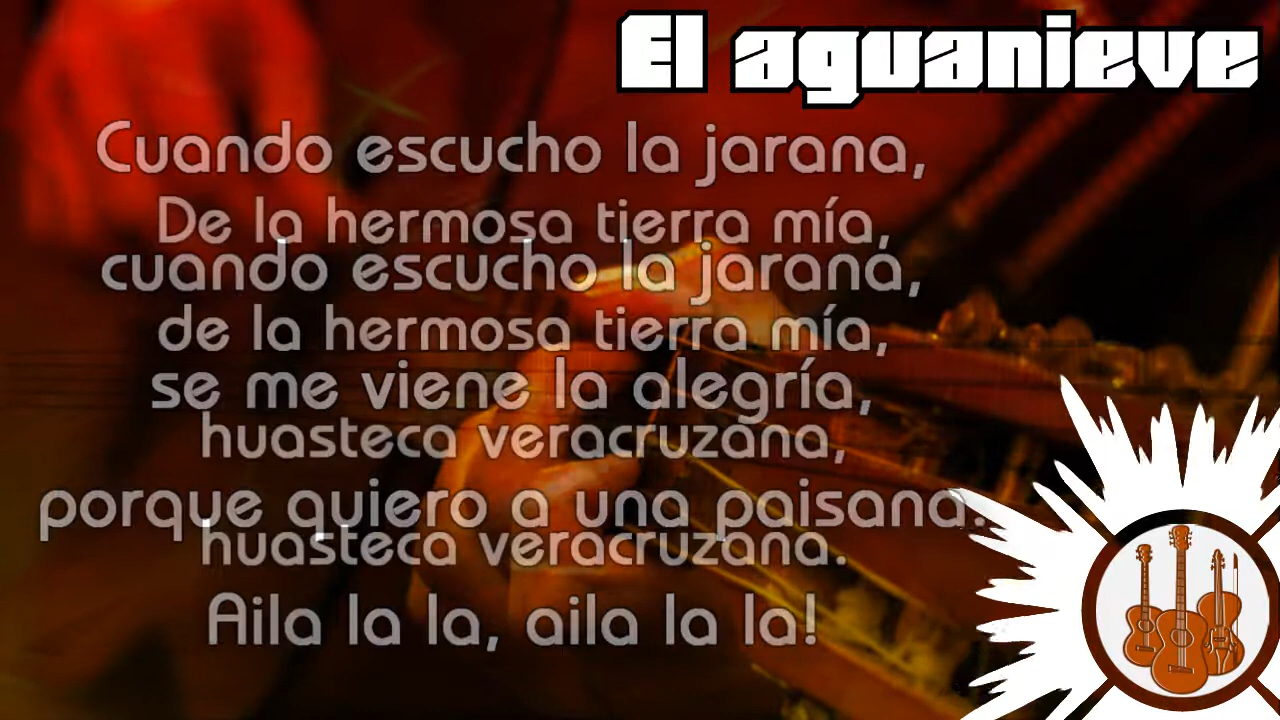 El aguanieve
Cuando escucho la jarana,
De la hermosa tierra mía,
cuando escucho la jarana,
de la hermosa tierra mía,
se me viene la alegría,
huasteca veracruzana,
porque quiero a una paisana.
huasteca veracruzana.
Aila la la, aila la la!